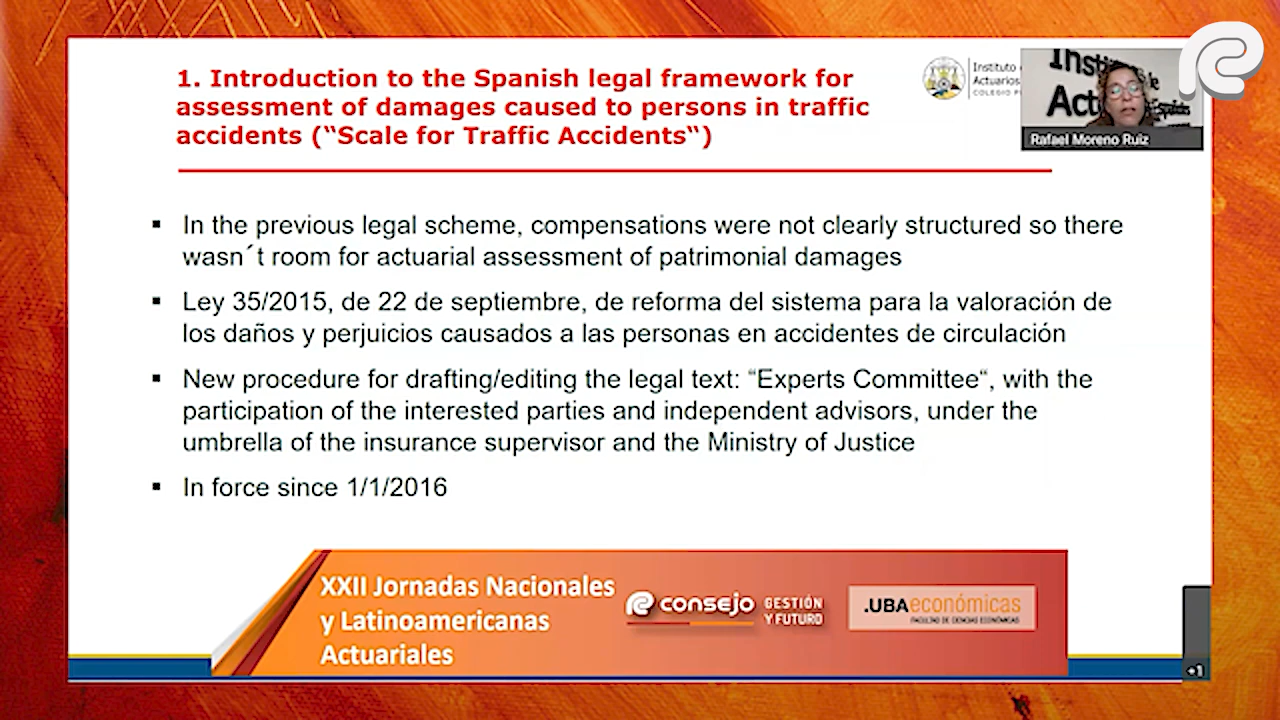 1. Introduction to the Spanish legal framework for
assessment of damages caused to persons in traffic
accidents (“Scale for Traffic Accidents“)
Instituto
Actuarios
COLEGIO
Rafael Moreno Ruiz
▪ In the previous legal scheme, compensations were not clearly structured so there
wasn´t room for actuarial assessment of patrimonial damages
▪ Ley 35/2015, de 22 de septiembre, de reforma del sistema para la valoración de
los daños y perjuicios causados a las personas en accidentes de circulación
▪ New procedure for drafting/editing the legal text: “Experts Committee“, with the
participation of the interested parties and independent advisors, under the
umbrella of the insurance supervisor and the Ministry of Justice
▪ In force since 1/1/2016
XXII Jornadas Nacionales
y Latinoamericanas
Actuariales
consejo
GESTIÓN
Y FUTURO
.UBAeconómicas
FACULTAD DE CIENCIAS ECONÓMICAS
+1